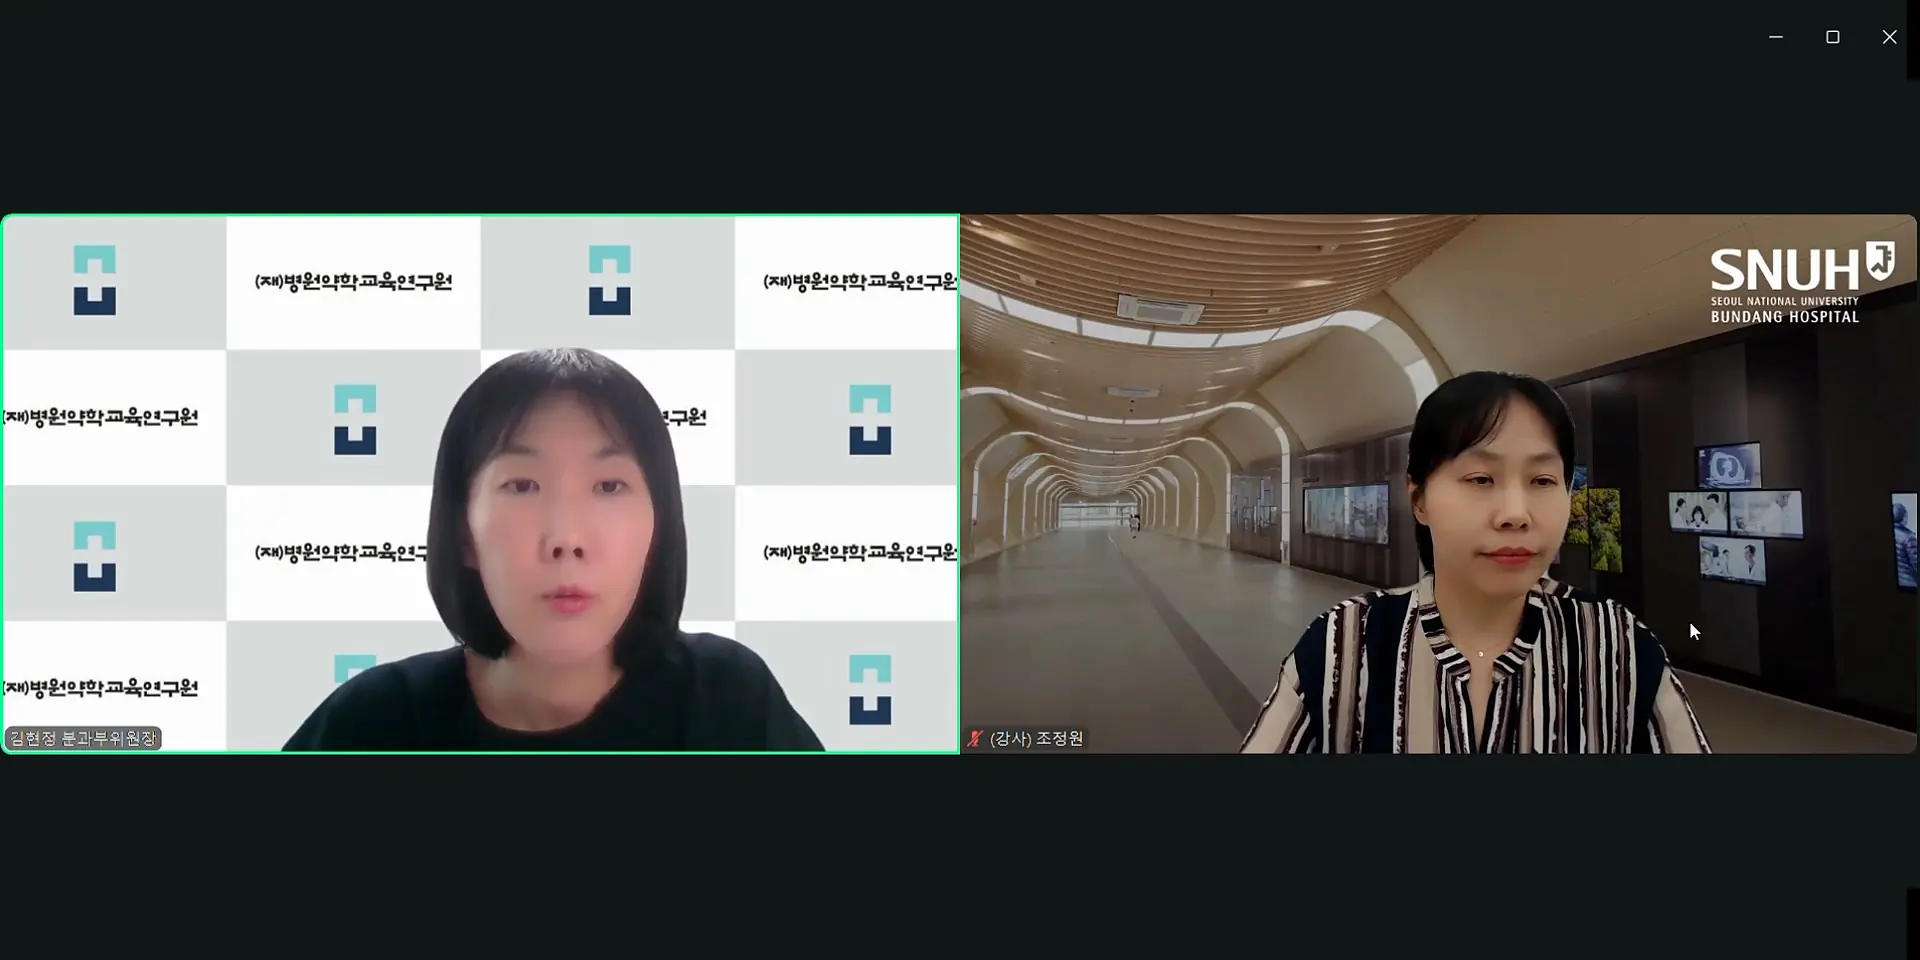 (재)병원약학교육연구원
(재)병원약학교육연구원
(재)병원약학교육연구원
구원
(재)병원약학교육연구
(재)병원약학교육연구원
(재)병원약학교육연구원
김현정 분과부위원장
SNUH
SEOUL NATIONAL UNIVERSITY
BUNDANG HOSPITAL
(강사) 조정원